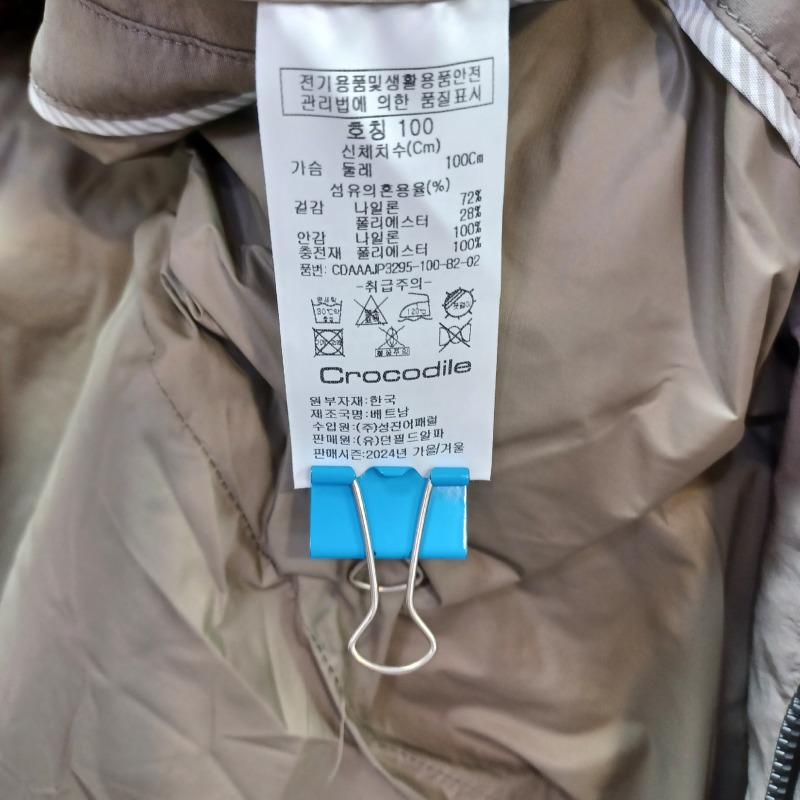 전기용품및생활용품안전
관리법에 의한 품질표시
호칭 100
신체치수(Cm)
가슴 둘레 100Cm
섬유의혼용율(%)
겉감 나일론 72%
폴리에스터 28%
안감 나일론 100%
충전재 폴리에스터 100%
품번: CDAAAJP3295-100-B2-02
-취급주의-
30℃
120℃
Crocodile
원부자재:한국
제조국명:베트남
수입원:(주)성진어패럴
판매원:(유)던필드알파
판매시즌:2024년 가을/겨울